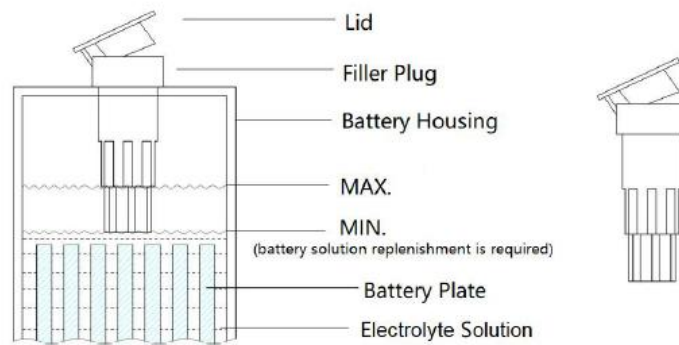 Lid
Filler Plug
Battery Housing
MAX.
MIN.
(battery solution replenishment is required)
Battery Plate
Electrolyte Solution